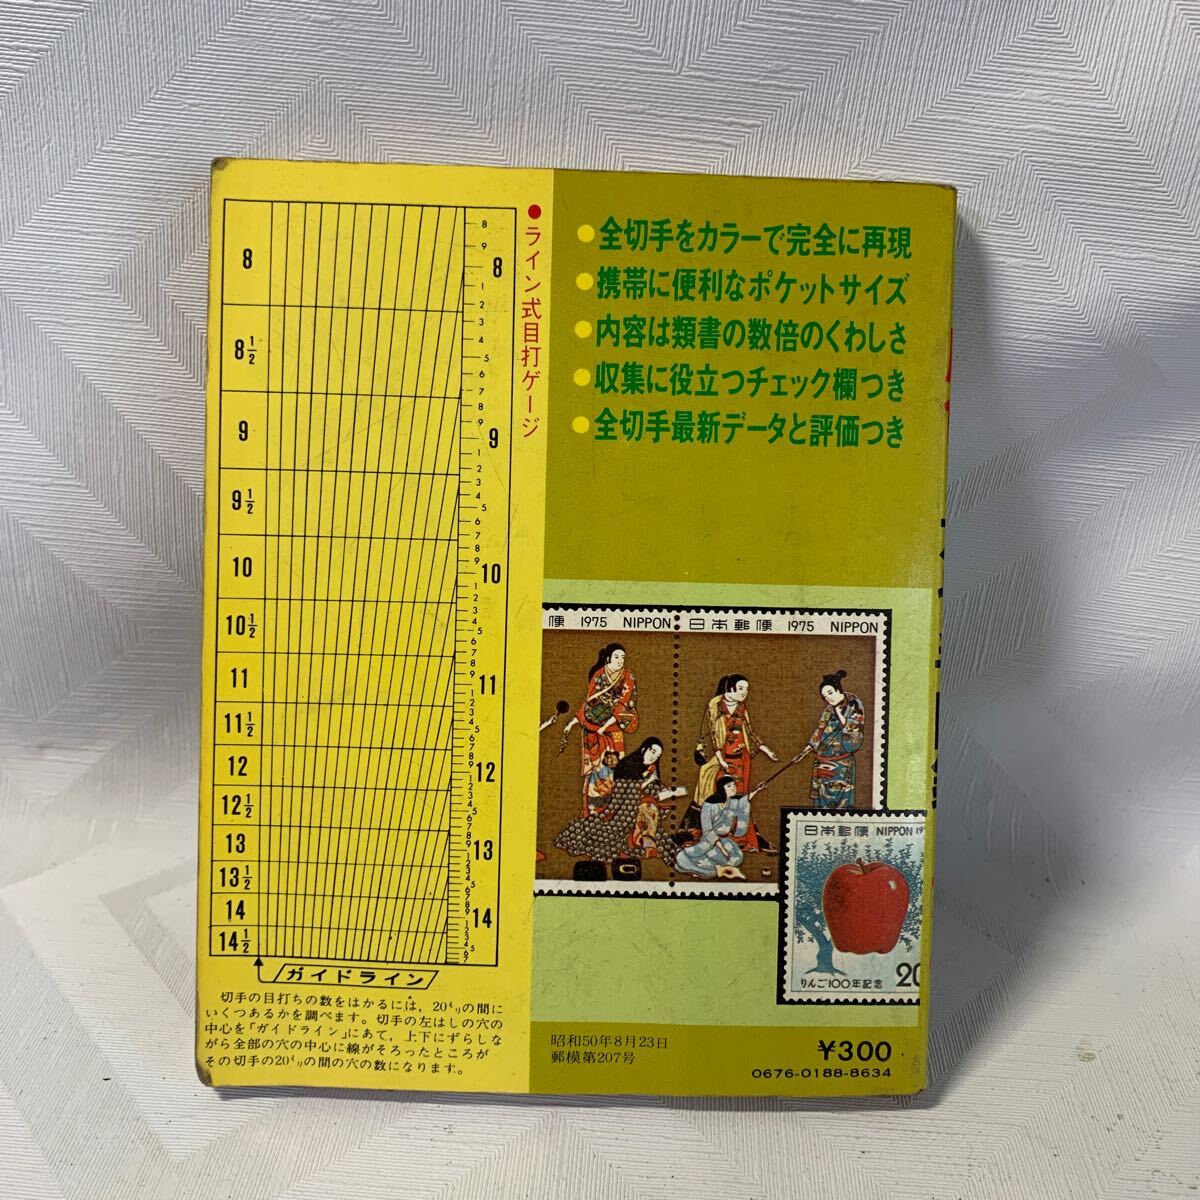 ●ライン式目打ゲージ
8
8½
9
9½
10
10½
11
11½
12
12½
13
13½
14
14½
8
9
10
11
12
13
14
ガイドライン
切手の目打ちの数をはかるには，20㍉の間に
いくつあるかを調べます。切手の左はしの穴の
中心を「ガイドライン」にあて，上下にずらしな
がら全部の穴の中心に線がそろったところが
その切手の20㍉の間の穴の数になります。
●全切手をカラーで完全に再現
●携帯に便利なポケットサイズ
●内容は類書の数倍のくわしさ
●収集に役立つチェック欄つき
●全切手最新データと評価つき
便 1975 NIPPON
日本郵便 1975 NIPPON
日本郵便 NIPPON 19
りんご100年記念
20
昭和50年8月23日
郵模第207号
¥300
0676-0188-8634